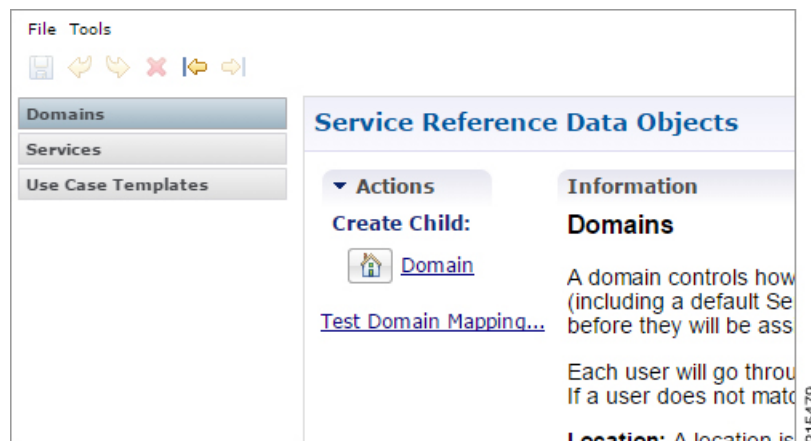 File Tools
Domains
Services
Use Case Templates
Service Reference Data Objects
Actions
Create Child:
Domain
Test Domain Mapping...
Information
Domains
A domain controls how
(including a default Se
before they will be ass
Each user will go throu
If a user does not matc
Location: A location is